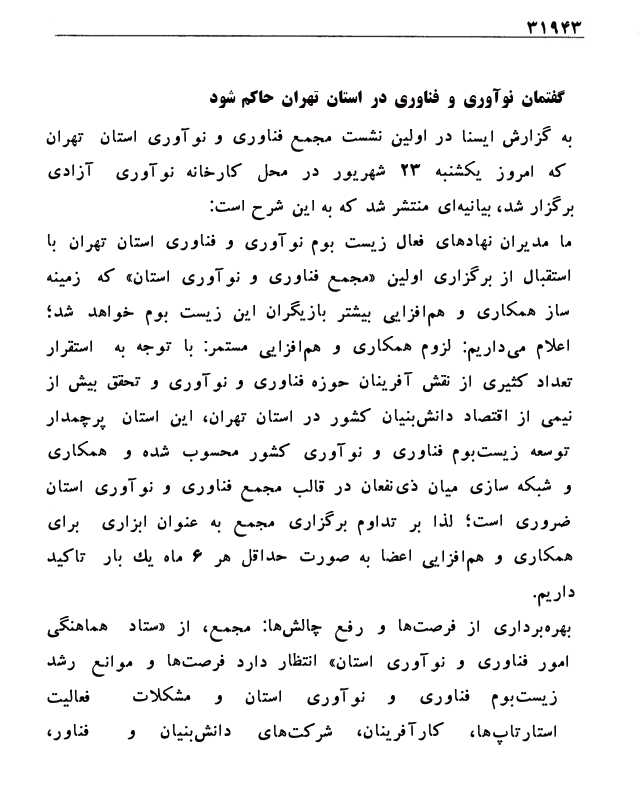 ۳۱۹۴۳
گفتمان نوآوری و فناوری در استان تهران حاکم شود
به گزارش ایسنا در اولین نشست مجمع فناوری و نوآوری استان تهران
که امروز یکشنبه ۲۳ شهریور در محل کارخانه نوآوری آزادی
برگزار شد، بیانیه‌ای منتشر شد که به این شرح است:
ما مدیران نهادهای فعال زیست بوم نوآوری و فناوری استان تهران با
استقبال از برگزاری اولین «مجمع فناوری و نوآوری استان» که زمینه
ساز همکاری و هم‌افزایی بیشتر بازیگران این زیست بوم خواهد شد؛
اعلام می‌داریم: لزوم همکاری و هم‌افزایی مستمر: با توجه به استقرار
تعداد کثیری از نقش آفرینان حوزه فناوری و نوآوری و تحقق بیش از
نیمی از اقتصاد دانش‌بنیان کشور در استان تهران، این استان پرچمدار
توسعه زیست‌بوم فناوری و نوآوری کشور محسوب شده و همکاری
و شبکه سازی میان ذی‌نفعان در قالب مجمع فناوری و نوآوری استان
ضروری است؛ لذا بر تداوم برگزاری مجمع به عنوان ابزاری برای
همکاری و هم‌افزایی اعضا به صورت حداقل هر ۶ ماه یك بار تاکید
داریم.
بهره‌برداری از فرصت‌ها و رفع چالش‌ها: مجمع، از «ستاد هماهنگی
امور فناوری و نوآوری استان» انتظار دارد فرصت‌ها و موانع رشد
زیست‌بوم فناوری و نوآوری استان و مشکلات فعالیت
استارتاپ‌ها، کارآفرینان، شرکت‌های دانش‌بنیان و فناور،